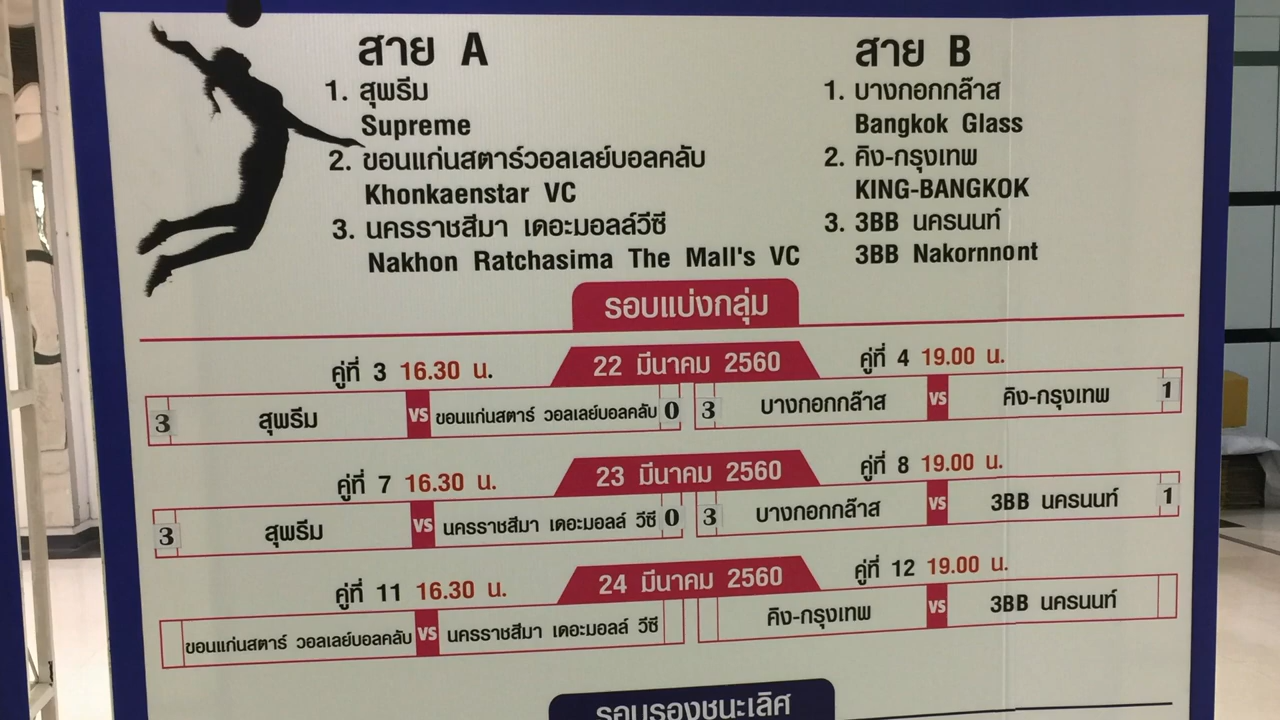 สาย A
1. สุพรีม
Supreme
2. ขอนแก่นสตาร์วอลเลย์บอลคลับ
Khonkaenstar VC
3. นครราชสีมา เดอะมอลล์วีซี
Nakhon Ratchasima The Mall's VC
สาย B
1. บางกอกกล๊าส
Bangkok Glass
2. คิง-กรุงเทพ
KING-BANGKOK
3. 3BB นครนนท์
3BB Nakornnont
รอบแบ่งกลุ่ม
คู่ที่ 3 16.30 น. 22 มีนาคม 2560 คู่ที่ 4 19.00 น.
3 สุพรีม VS ขอนแก่นสตาร์ วอลเลย์บอลคลับ 0 3 บางกอกกล๊าส VS คิง-กรุงเทพ 1
คู่ที่ 7 16.30 น. 23 มีนาคม 2560 คู่ที่ 8 19.00 น.
3 สุพรีม VS นครราชสีมา เดอะมอลล์ วีซี 0 3 บางกอกกล๊าส VS 3BB นครนนท์ 1
คู่ที่ 11 16.30 น. 24 มีนาคม 2560 คู่ที่ 12 19.00 น.
ขอนแก่นสตาร์ วอลเลย์บอลคลับ VS นครราชสีมา เดอะมอลล์ วีซี คิง-กรุงเทพ VS 3BB นครนนท์
รอบรองชนะเลิศ